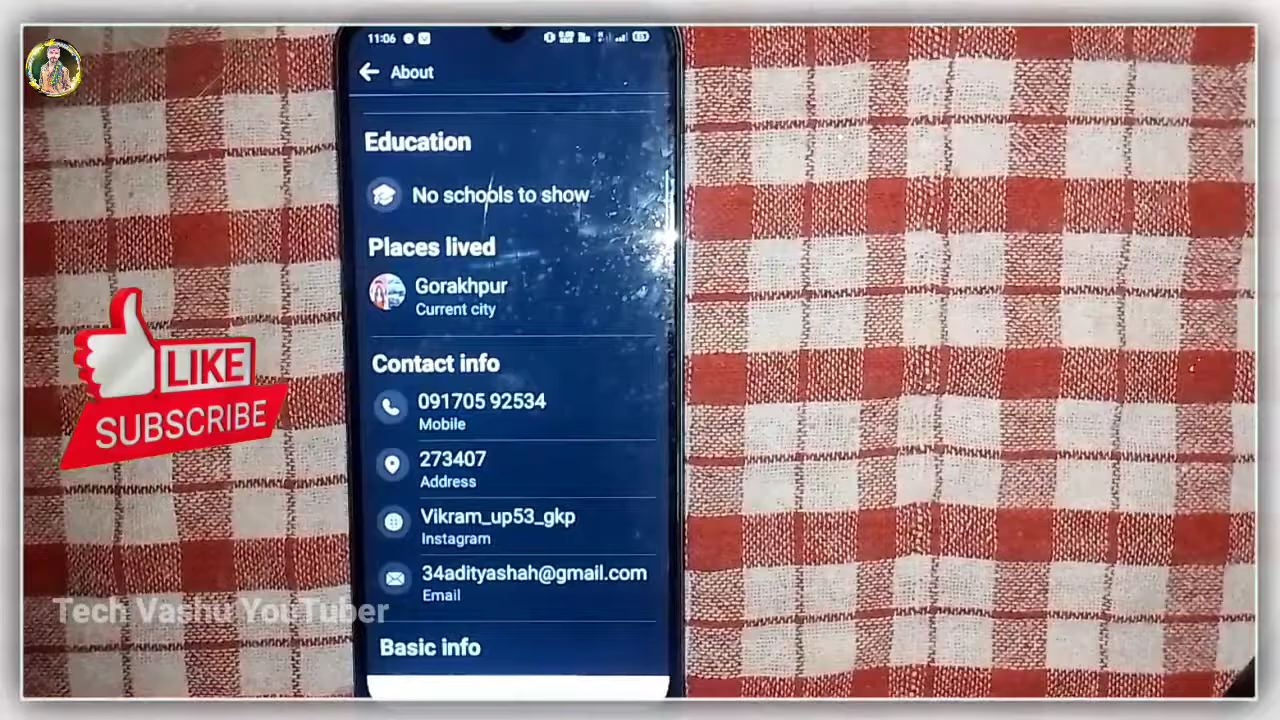 11:06
About
Education
No schools to show
Places lived
Gorakhpur
Current city
Contact info
091705 92534
Mobile
273407
Address
Vikram_up53_gkp
Instagram
34adityashah@gmail.com
Email
Basic info
LIKE
SUBSCRIBE
Tech Vashu YouTuber